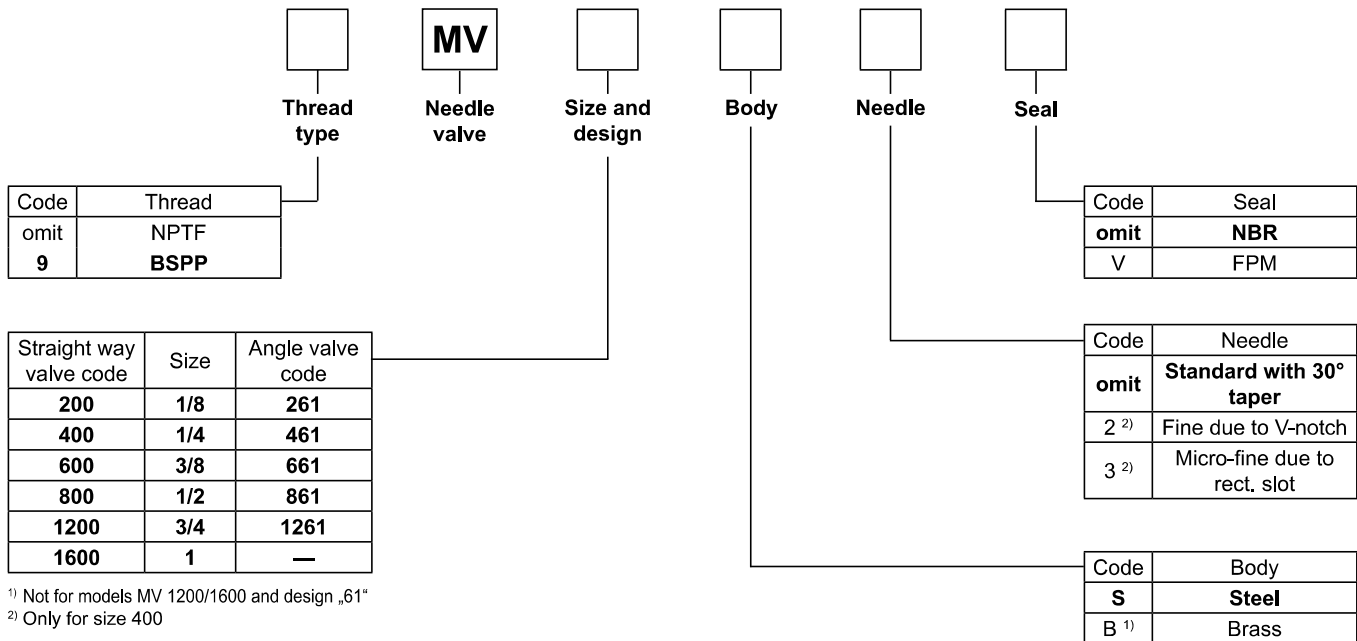 MV
Thread type
Needle valve
Size and design
Body
Needle
Seal
Code Thread
omit NPTF
9 BSPP
Straight way valve code Size Angle valve code
200 1/8 261
400 1/4 461
600 3/8 661
800 1/2 861
1200 3/4 1261
1600 1 —
1) Not for models MV 1200/1600 and design „61“
2) Only for size 400
Code Seal
omit NBR
V FPM
Code Needle
omit Standard with 30° taper
2 2) Fine due to V-notch
3 2) Micro-fine due to rect. slot
Code Body
S Steel
B 1) Brass